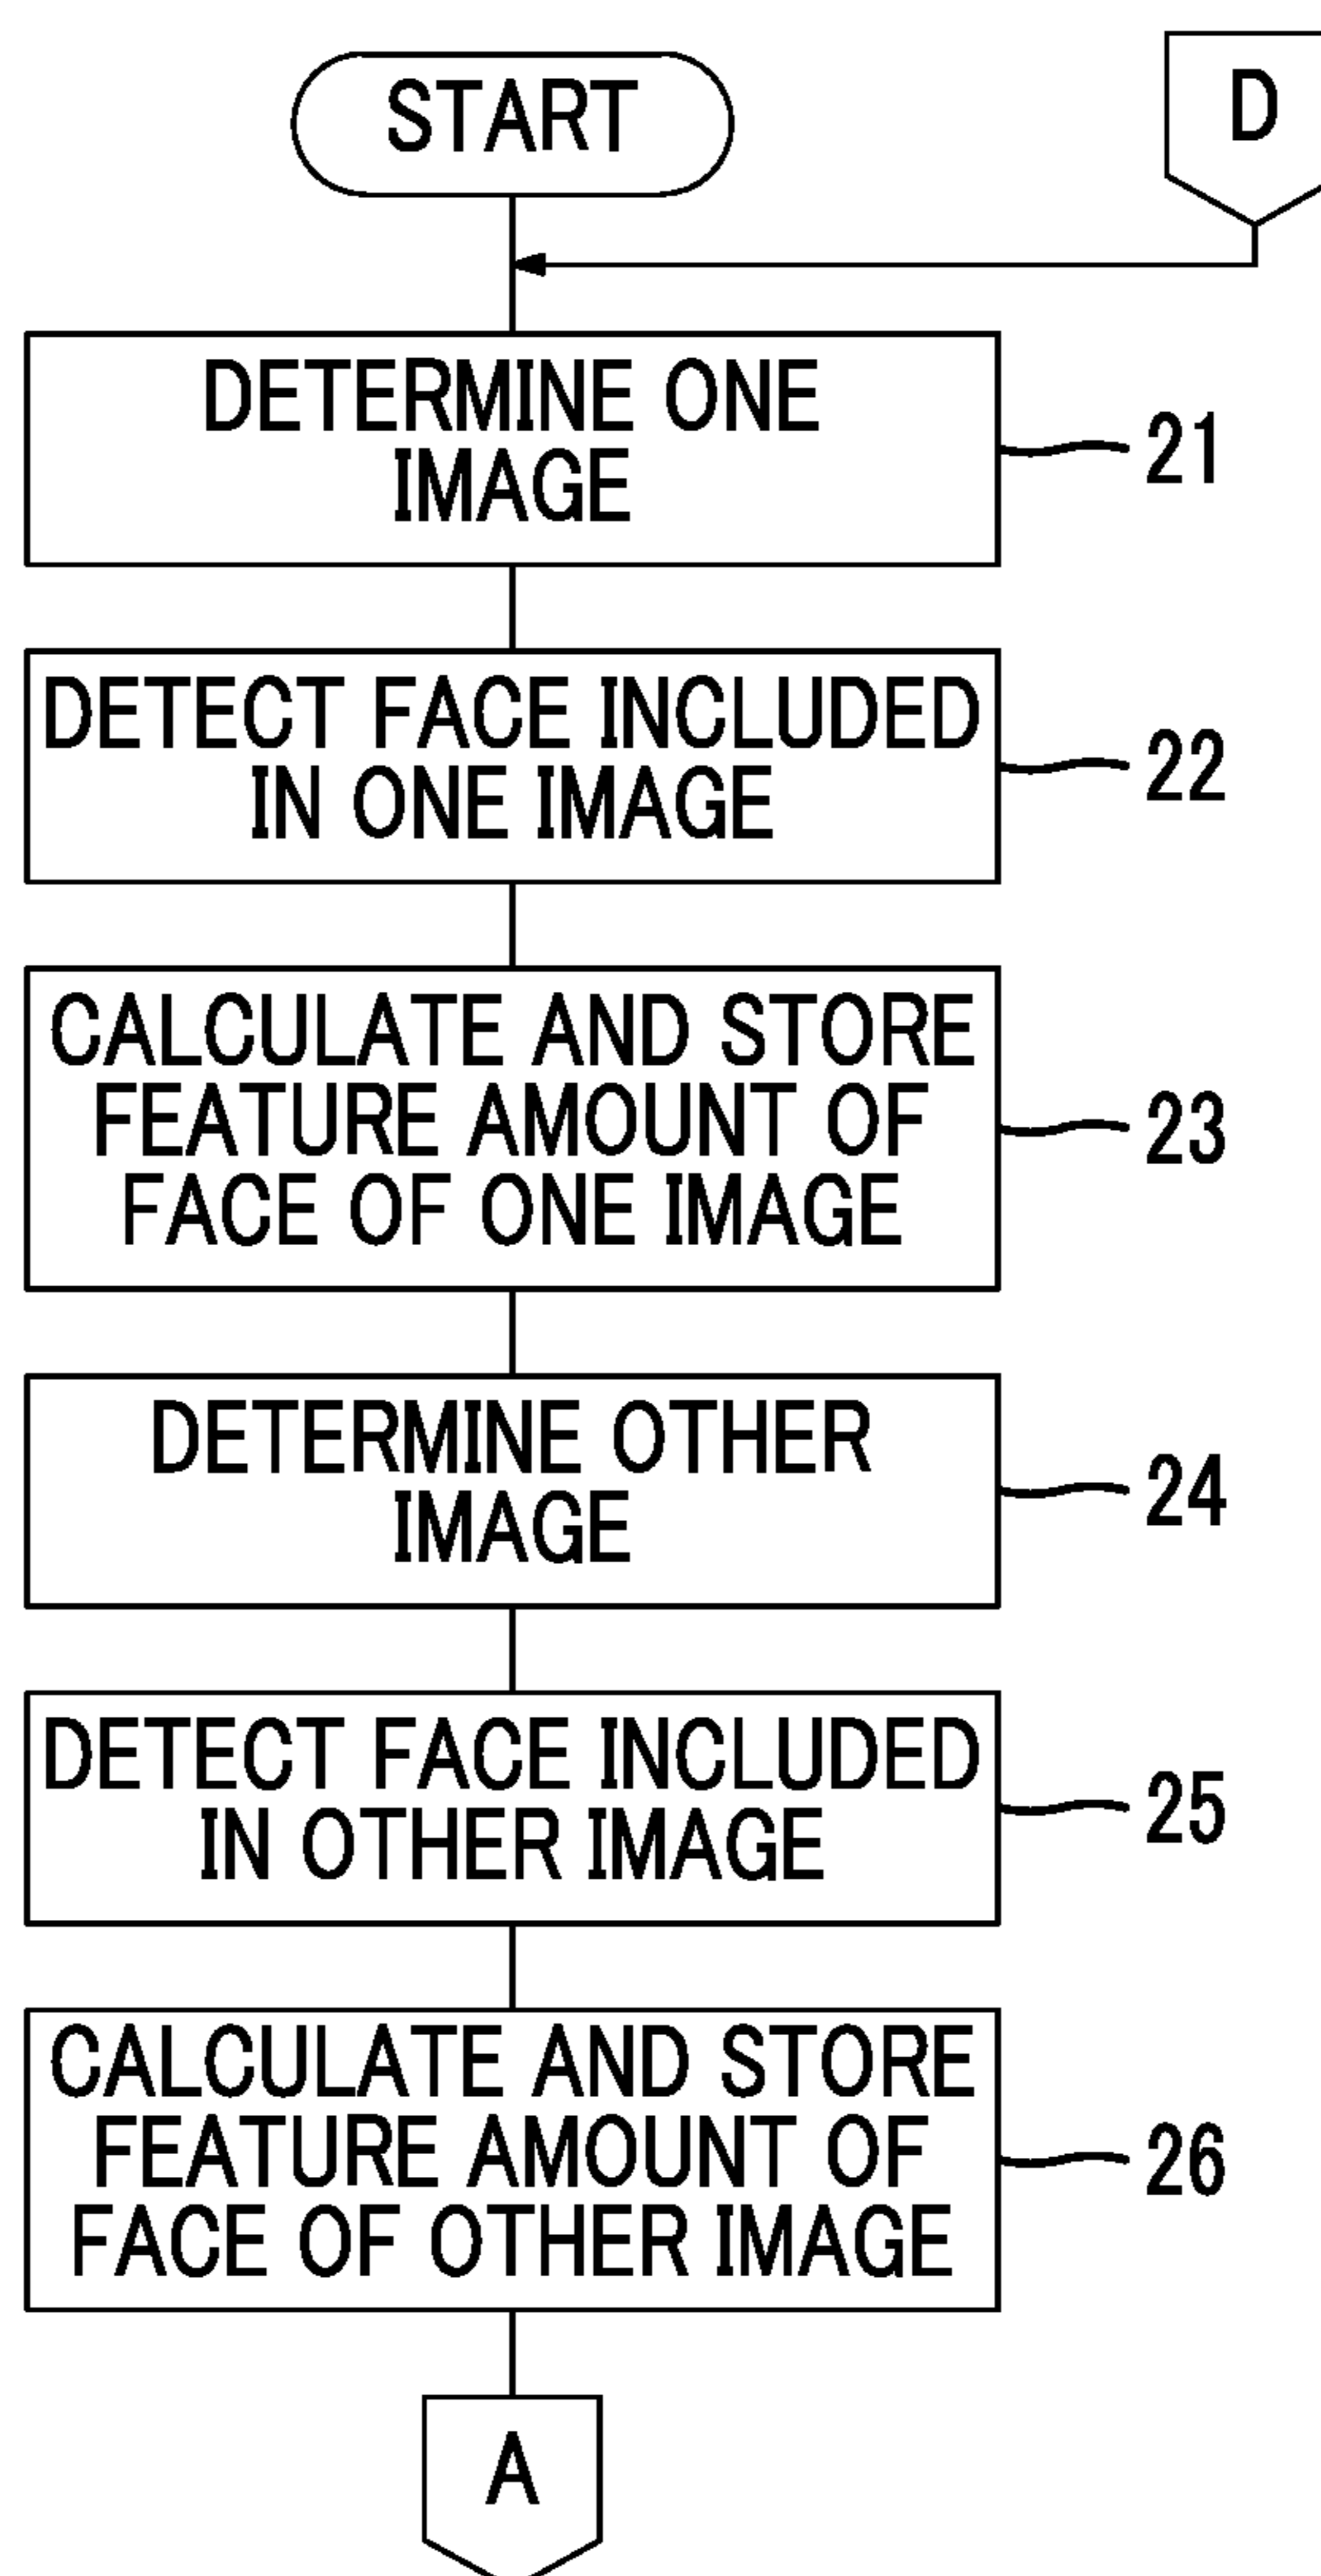 START
D
DETERMINE ONE
IMAGE
21
DETECT FACE INCLUDED
IN ONE IMAGE
22
CALCULATE AND STORE
FEATURE AMOUNT OF
FACE OF ONE IMAGE
23
DETERMINE OTHER
IMAGE
24
DETECT FACE INCLUDED
IN OTHER IMAGE
25
CALCULATE AND STORE
FEATURE AMOUNT OF
FACE OF OTHER IMAGE
26
A